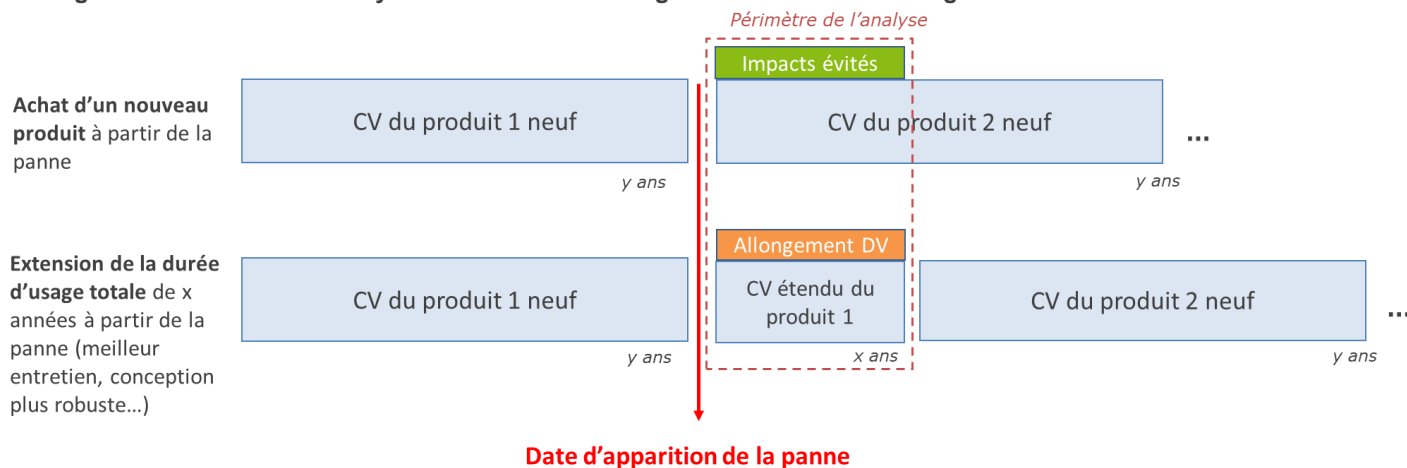 Périmètre de l'analyse
Impacts évités
Achat d'un nouveau
produit à partir de la
panne
CV du produit 1 neuf
CV du produit 2 neuf
...
y ans
y ans
Allongement DV
Extension de la durée
d'usage totale de x
années à partir de la
panne (meilleur
entretien, conception
plus robuste…)
CV du produit 1 neuf
CV étendu du
produit 1
CV du produit 2 neuf
...
y ans
x ans
y ans
Date d'apparition de la panne